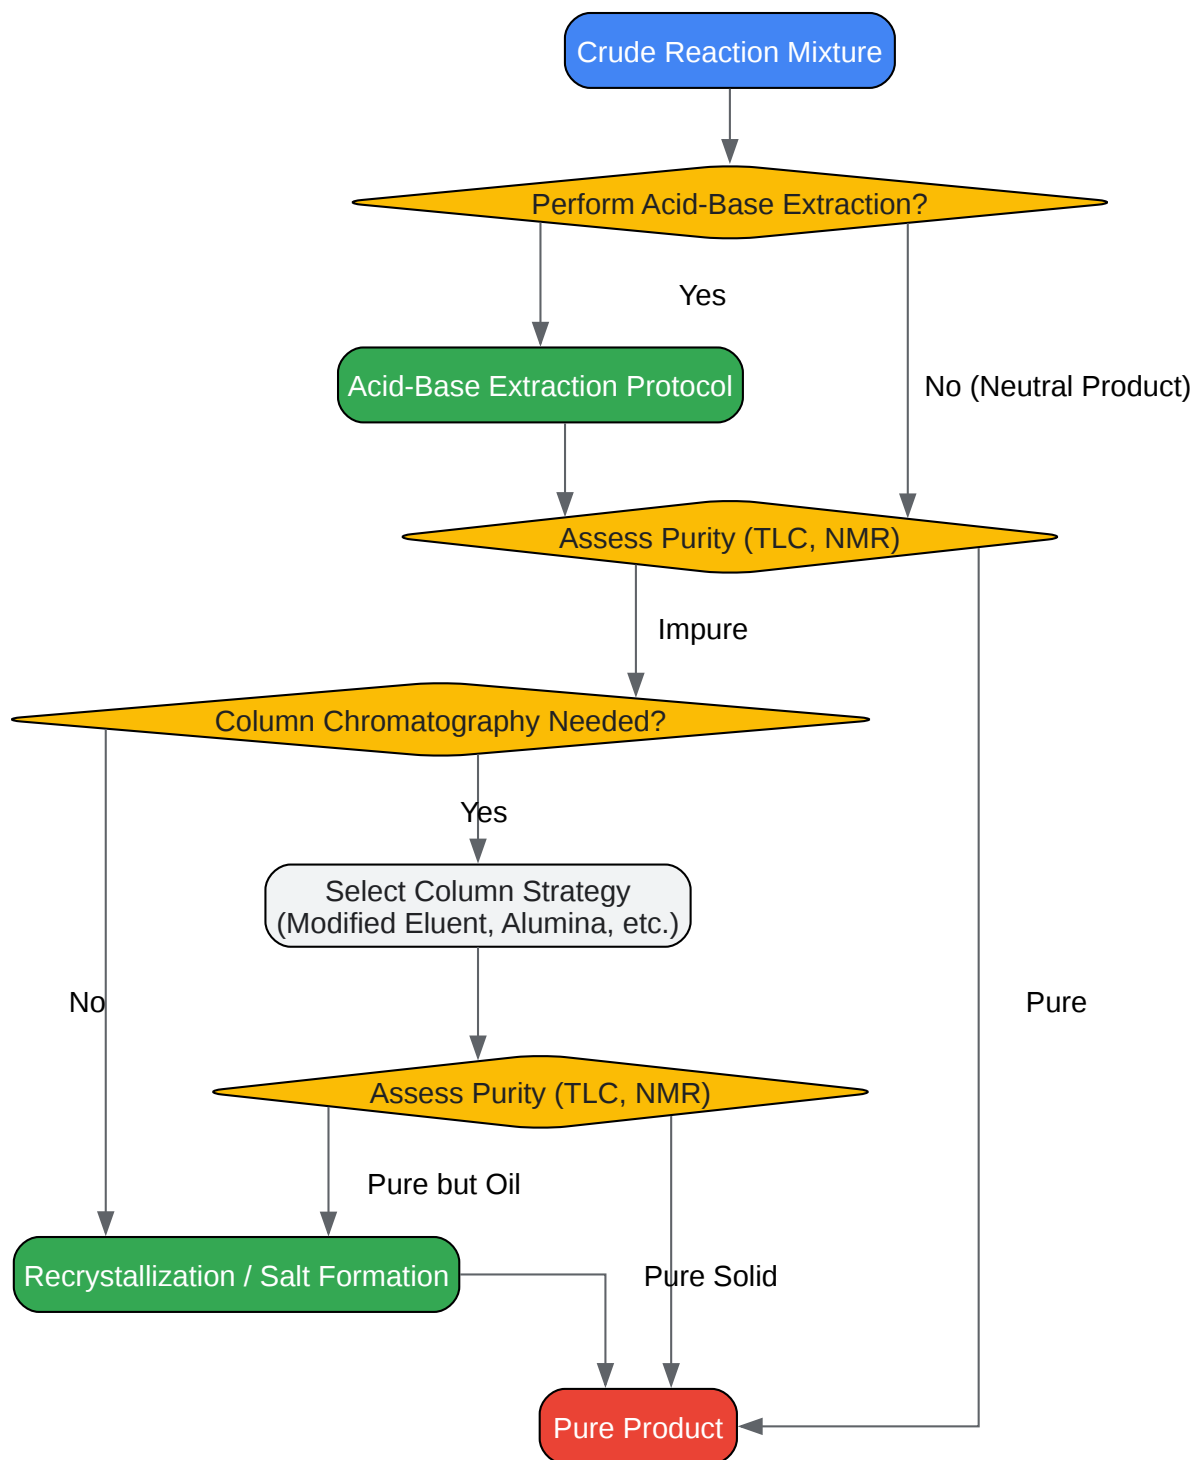 Crude Reaction Mixture
Perform Acid-Base Extraction?
Yes
Acid-Base Extraction Protocol
No (Neutral Product)
Assess Purity (TLC, NMR)
Impure
Column Chromatography Needed?
Yes
Select Column Strategy
(Modified Eluent, Alumina, etc.)
No
Pure
Assess Purity (TLC, NMR)
Pure but Oil
Recrystallization / Salt Formation
Pure Solid
Pure Product